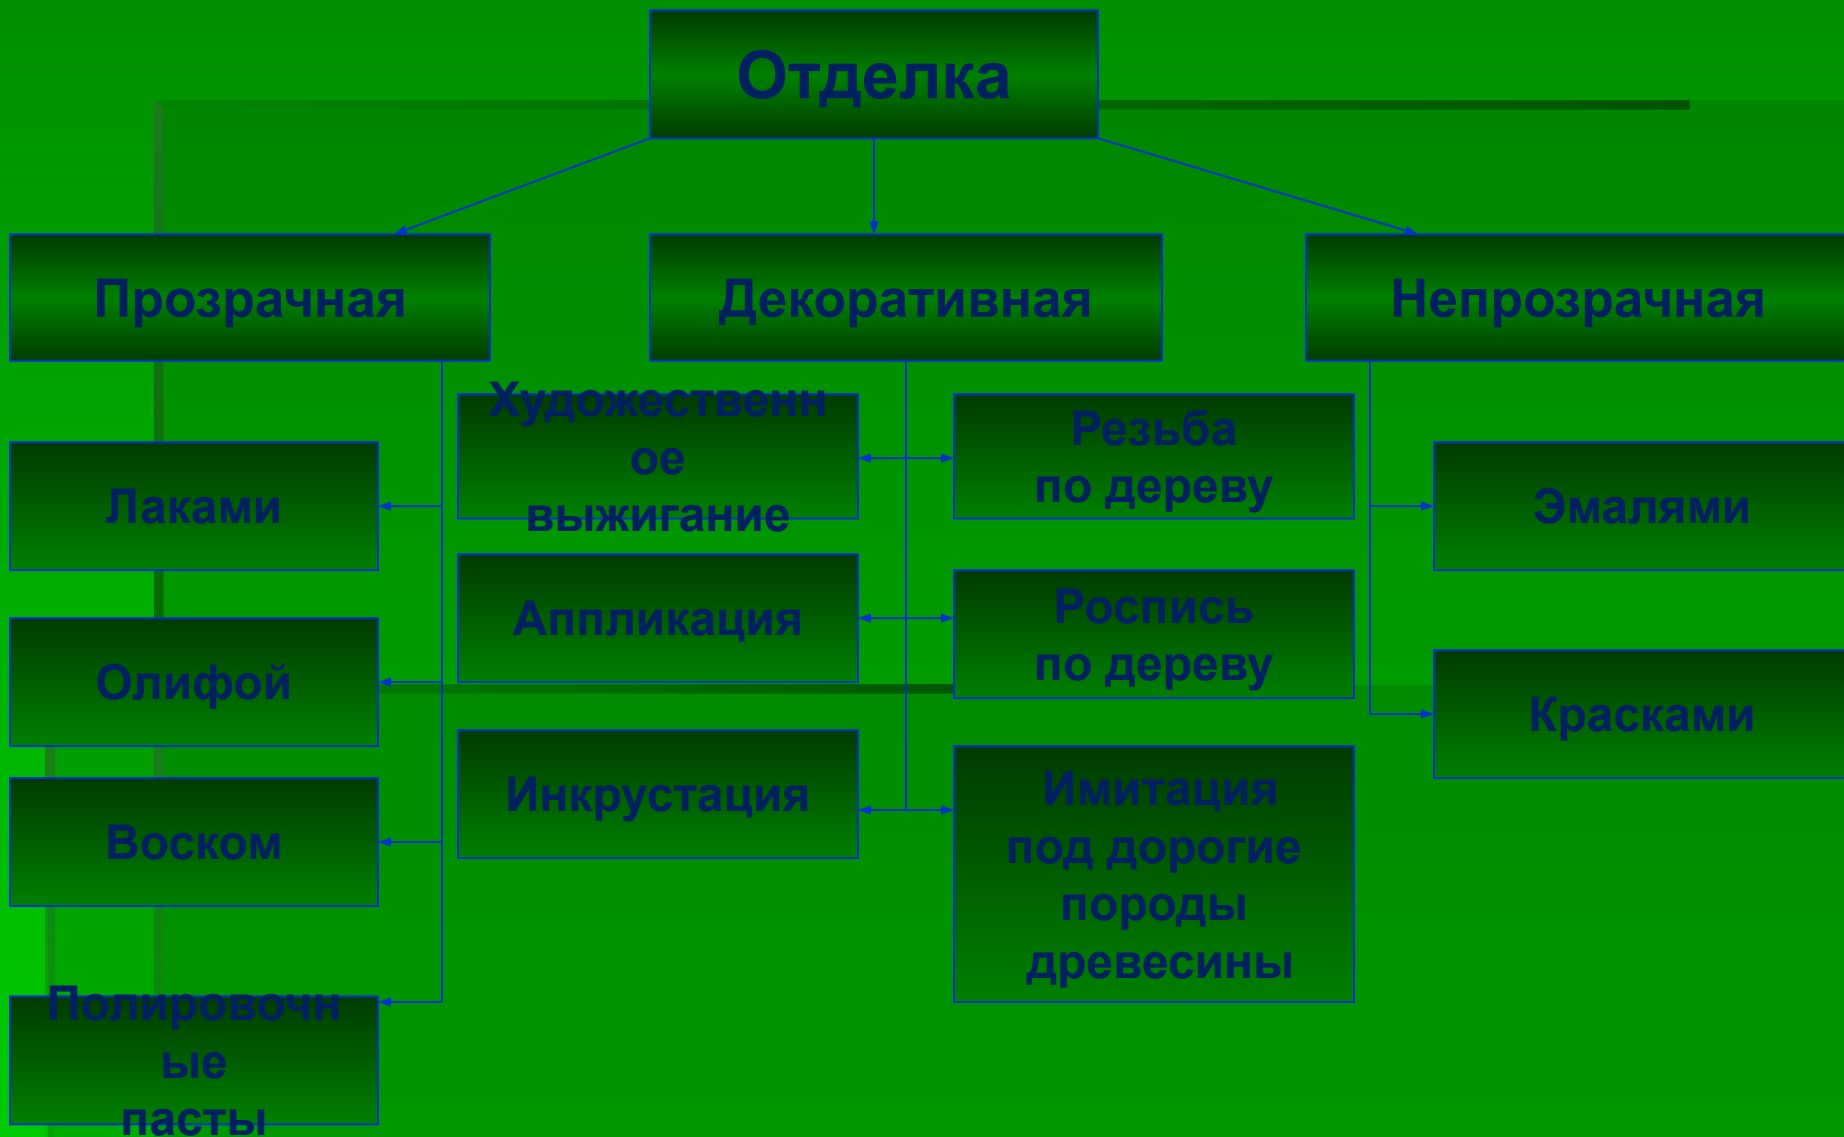 Отделка
Прозрачная
Декоративная
Непрозрачная
Лаками
Олифой
Воском
Полировочн
ые
пасты
Художественн
ое
выжигание
Аппликация
Инкрустация
Резьба
по дереву
Роспись
по дереву
Имитация
под дорогие
породы
древесины
Эмалями
Красками